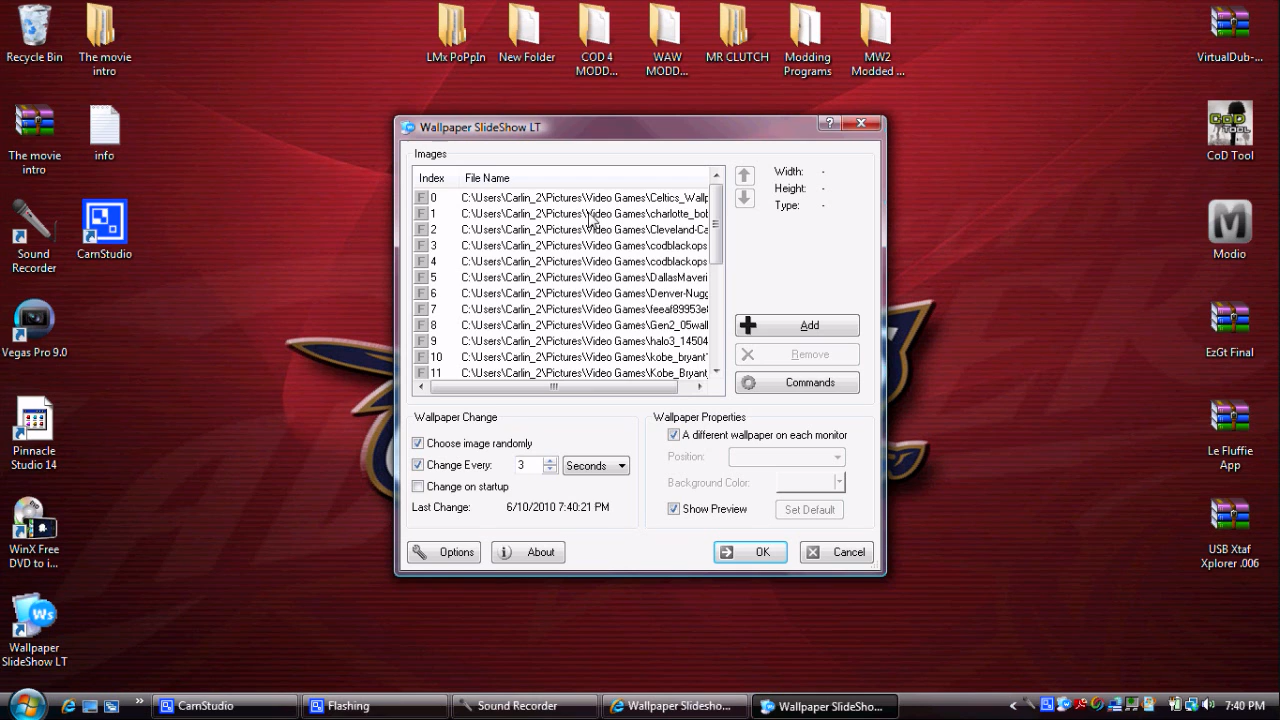 Recycle Bin
The movie
intro
LMx PoPpIn
New Folder
COD 4
MODD...
WAW
MODD...
MR CLUTCH
Modding
Programs
MW2
Modded ...
VirtualDub-...
The movie
intro
info
CoD Tool
Sound
Recorder
CamStudio
Modio
Vegas Pro 9.0
EzGt Final
Pinnacle
Studio 14
Le Fluffie
App
WinX Free
DVD to i...
USB Xtaf
Xplorer .006
Ws
Wallpaper
SlideShow LT
Wallpaper SlideShow LT
Images
Index File Name
F 0 C:\Users\Carlin_2\Pictures\Video Games\Celtics_Wallp
F 1 C:\Users\Carlin_2\Pictures\Video Games\charlotte_bob
F 2 C:\Users\Carlin_2\Pictures\Video Games\Cleveland-Ca
F 3 C:\Users\Carlin_2\Pictures\Video Games\codblackops
F 4 C:\Users\Carlin_2\Pictures\Video Games\codblackops
F 5 C:\Users\Carlin_2\Pictures\Video Games\DallasMaveri
F 6 C:\Users\Carlin_2\Pictures\Video Games\Denver-Nugg
F 7 C:\Users\Carlin_2\Pictures\Video Games\feeaf89953e8
F 8 C:\Users\Carlin_2\Pictures\Video Games\Gen2_05wall
F 9 C:\Users\Carlin_2\Pictures\Video Games\halo3_14504
F 10 C:\Users\Carlin_2\Pictures\Video Games\kobe_bryant
F 11 C:\Users\Carlin_2\Pictures\Video Games\Kobe_Bryant
Width: -
Height: -
Type: -
Add
Remove
Commands
Wallpaper Change
Choose image randomly
Change Every: 3 Seconds
Change on startup
Last Change: 6/10/2010 7:40:21 PM
Wallpaper Properties
A different wallpaper on each monitor
Position:
Background Color:
Show Preview Set Default
Options About OK Cancel
CamStudio
Flashing
Sound Recorder
Wallpaper Slidesho...
Wallpaper SlideSho...
7:40 PM